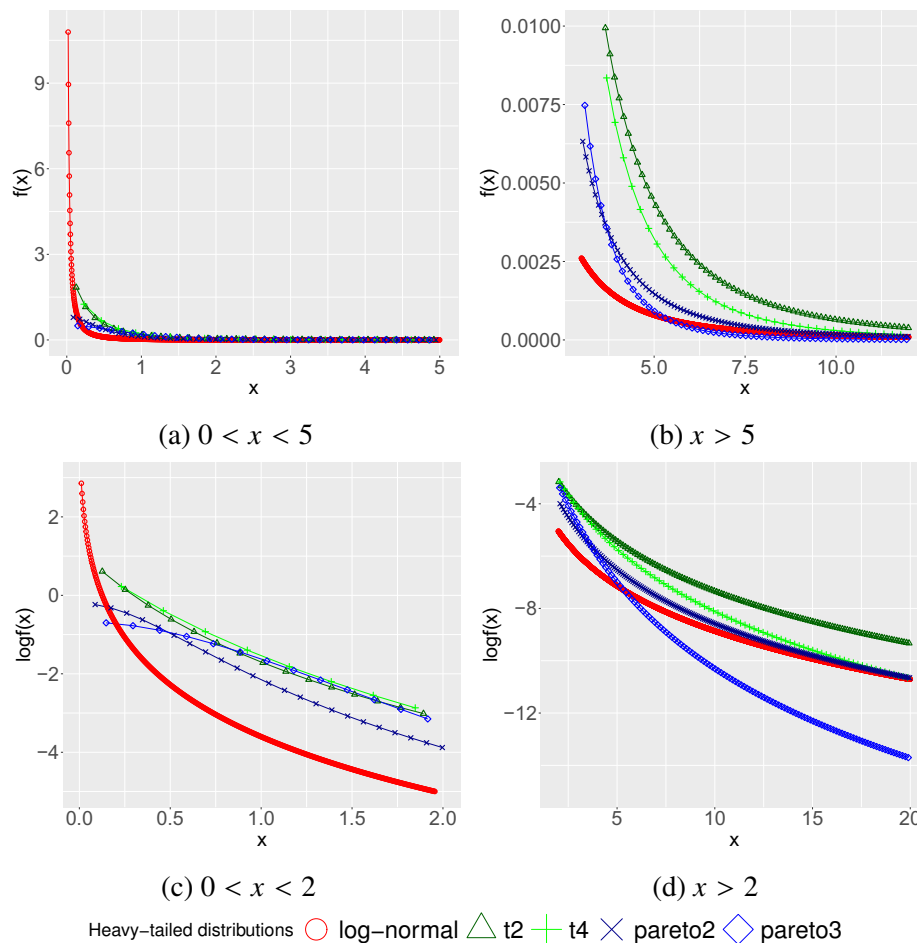 f(x)
9
6
3
0
0 1 2 3 4 5
x
(a) 0 < x < 5
f(x)
0.0100
0.0075
0.0050
0.0025
0.0000
5.0 7.5 10.0
x
(b) x > 5
logf(x)
2
0
−2
−4
0.0 0.5 1.0 1.5 2.0
x
(c) 0 < x < 2
logf(x)
−4
−8
−12
5 10 15 20
x
(d) x > 2
Heavy−tailed distributions log−normal t2 t4 pareto2 pareto3